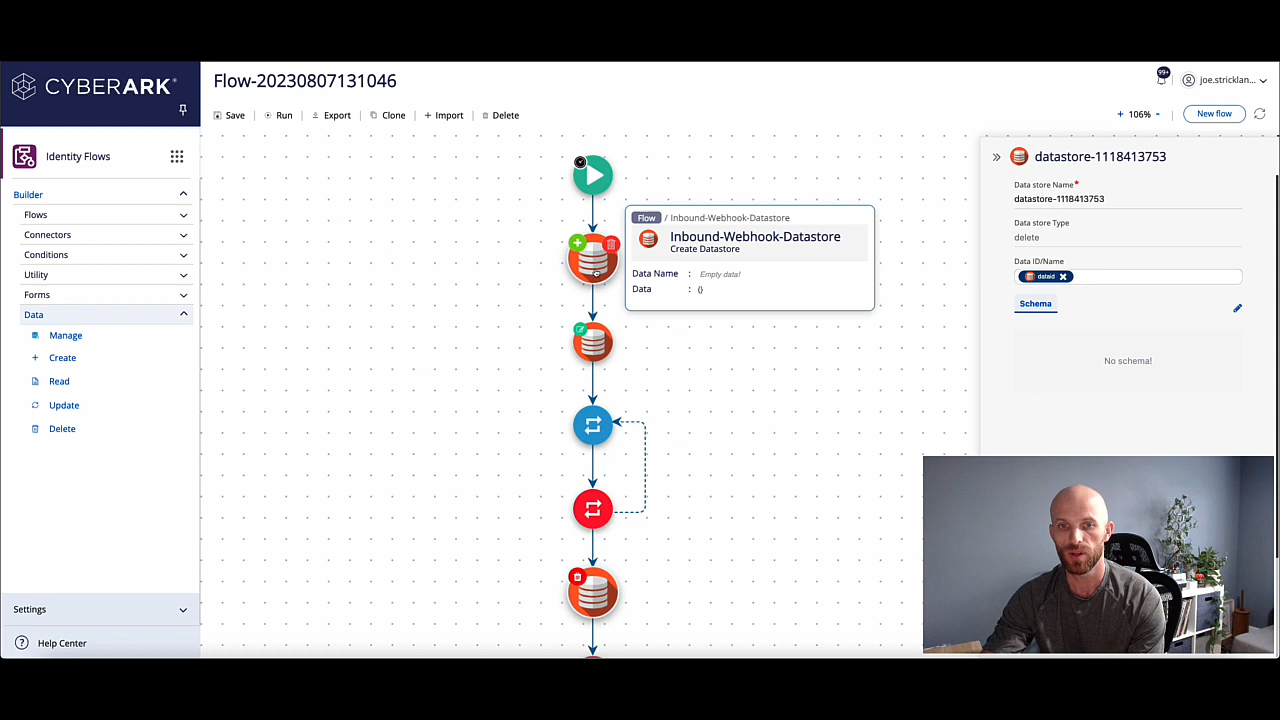 CYBERARK®
Flow-20230807131046
99+
joe.stricklan...
Save
Run
Export
Clone
+ Import
Delete
+ 106% -
New flow
Identity Flows
Builder
Flows
Connectors
Conditions
Utility
Forms
Data
Manage
+ Create
Read
Update
Delete
Settings
? Help Center
Flow / Inbound-Webhook-Datastore
Inbound-Webhook-Datastore
Create Datastore
Data Name : Empty data!
Data : {}
datastore-1118413753
Data store Name*
datastore-1118413753
Data store Type
delete
Data ID/Name
dataid
Schema
No schema!